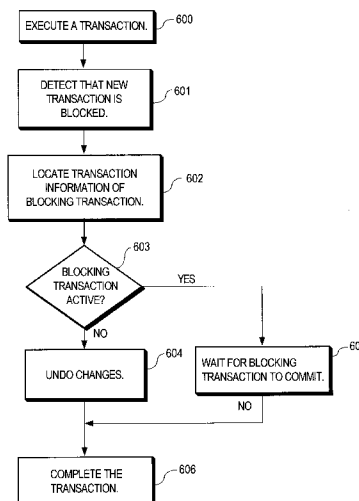 EXECUTE A TRANSACTION.
600
DETECT THAT NEW
TRANSACTION IS
BLOCKED.
601
LOCATE TRANSACTION
INFORMATION OF
BLOCKING TRANSACTION.
602
603
BLOCKING
TRANSACTION
ACTIVE?
YES
NO
604
UNDO CHANGES.
WAIT FOR BLOCKING
TRANSACTION TO COMMIT.
NO
COMPLETE THE
TRANSACTION.
606